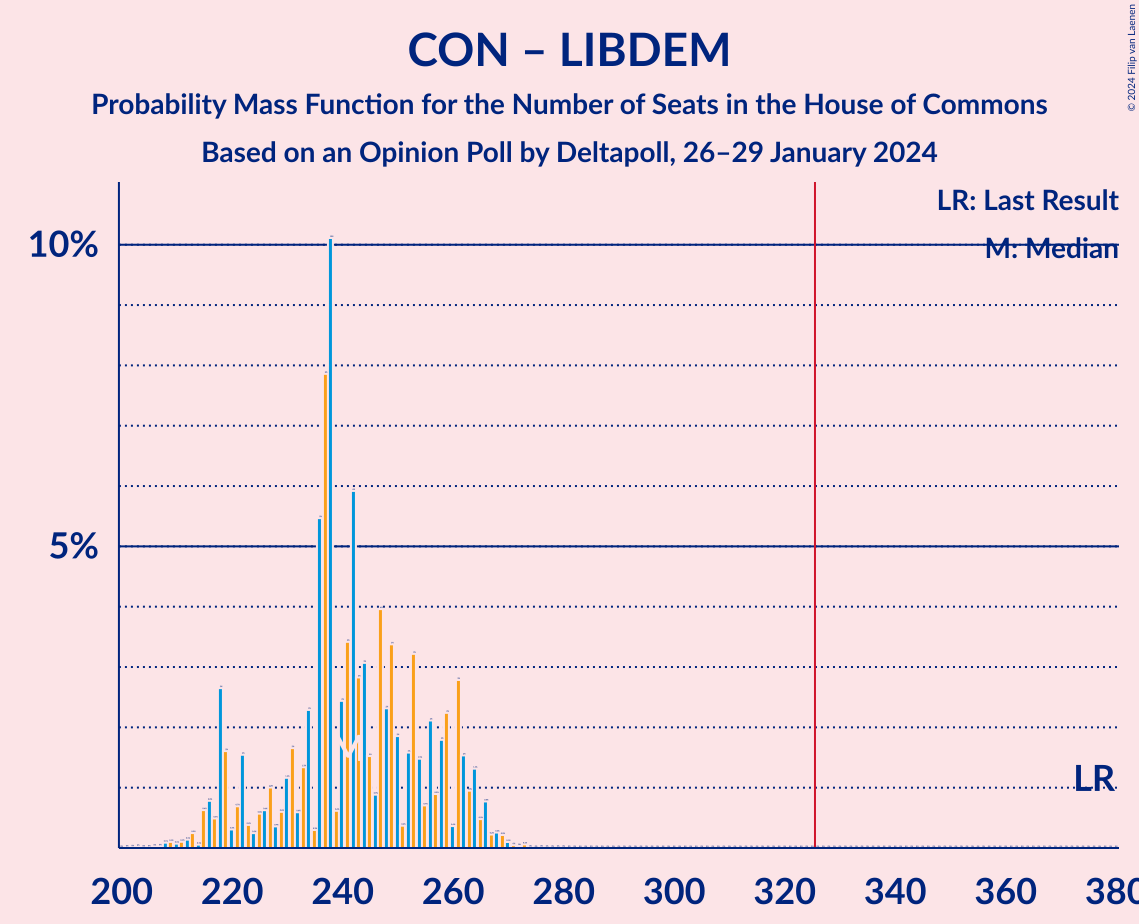 CON – LIBDEM
Probability Mass Function for the Number of Seats in the House of Commons
Based on an Opinion Poll by Deltapoll, 26–29 January 2024
© 2024 Filip van Laenen
LR: Last Result
M: Median
10%
5%
M
LR
200 220 240 260 280 300 320 340 360 380